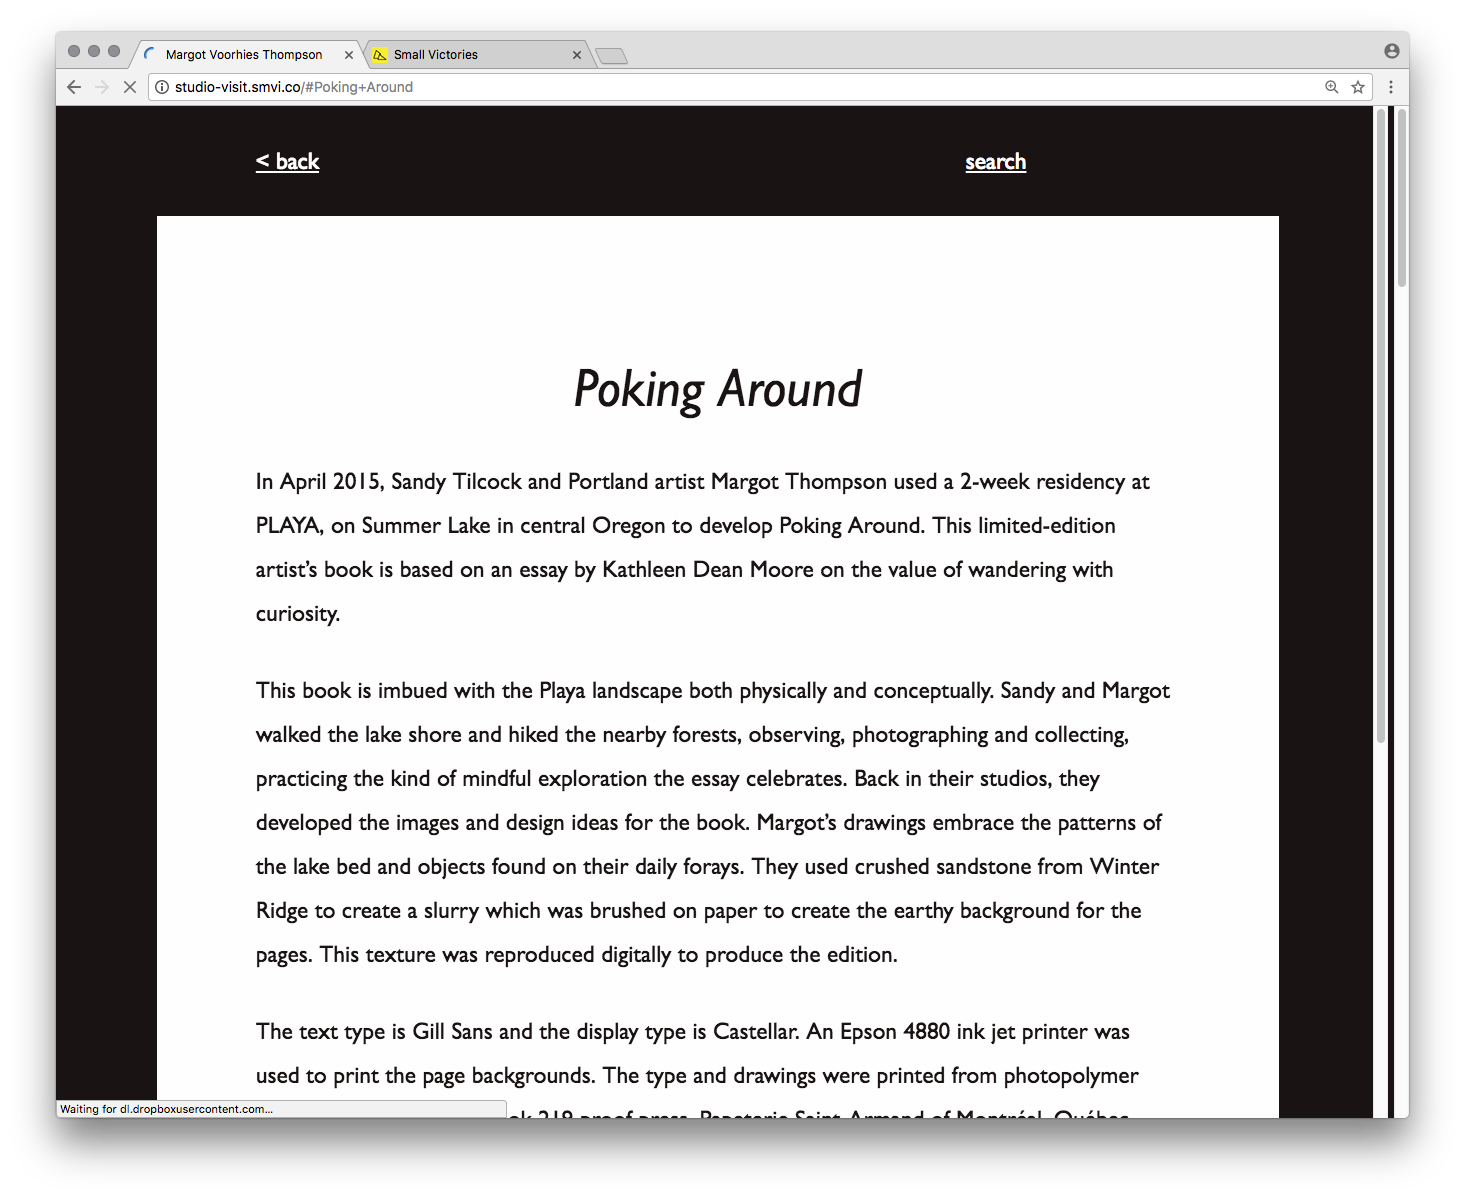 Margot Voorhies Thompson
Small Victories
studio-visit.smvi.co/#Poking+Around
< back
search
Poking Around
In April 2015, Sandy Tilcock and Portland artist Margot Thompson used a 2-week residency at
PLAYA, on Summer Lake in central Oregon to develop Poking Around. This limited-edition
artist’s book is based on an essay by Kathleen Dean Moore on the value of wandering with
curiosity.
This book is imbued with the Playa landscape both physically and conceptually. Sandy and Margot
walked the lake shore and hiked the nearby forests, observing, photographing and collecting,
practicing the kind of mindful exploration the essay celebrates. Back in their studios, they
developed the images and design ideas for the book. Margot’s drawings embrace the patterns of
the lake bed and objects found on their daily forays. They used crushed sandstone from Winter
Ridge to create a slurry which was brushed on paper to create the earthy background for the
pages. This texture was reproduced digitally to produce the edition.
The text type is Gill Sans and the display type is Castellar. An Epson 4880 ink jet printer was
used to print the page backgrounds. The type and drawings were printed from photopolymer
219 proof press. Papeterie Saint-Armand of Montréal, Québec
Waiting for dl.dropboxusercontent.com...